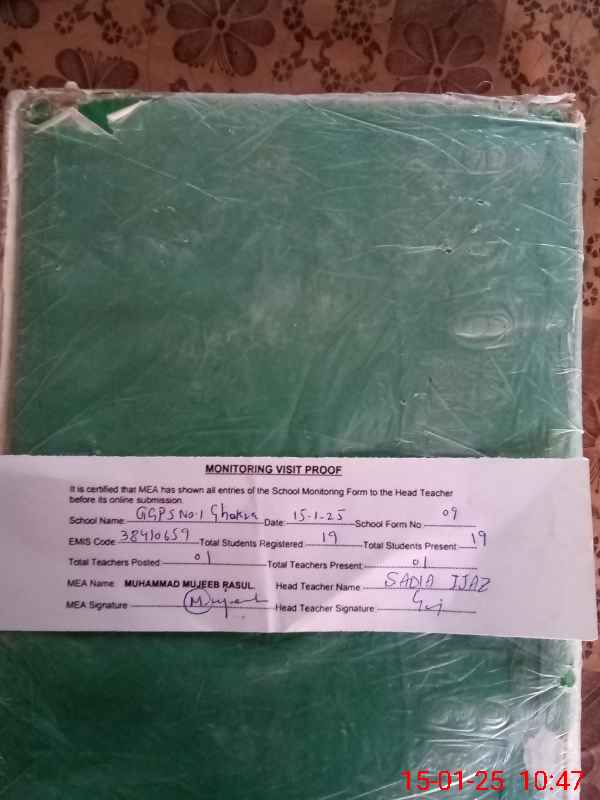 MONITORING VISIT PROOF
It is certified that MEA has shown all entries of the School Monitoring Form to the Head Teacher
before its online submission.
School Name: GGPS No.1 Ghakra Date: 15-1-25 School Form No 09
EMIS Code: 38410659 Total Students Registered: 19 Total Students Present: 19
Total Teachers Posted: 01 Total Teachers Present: 01
MEA Name: MUHAMMAD MUJEEB RASUL Head Teacher Name: SADIA IJAZ
MEA Signature: Mujeeb Head Teacher Signature:
15-01-25 10:47